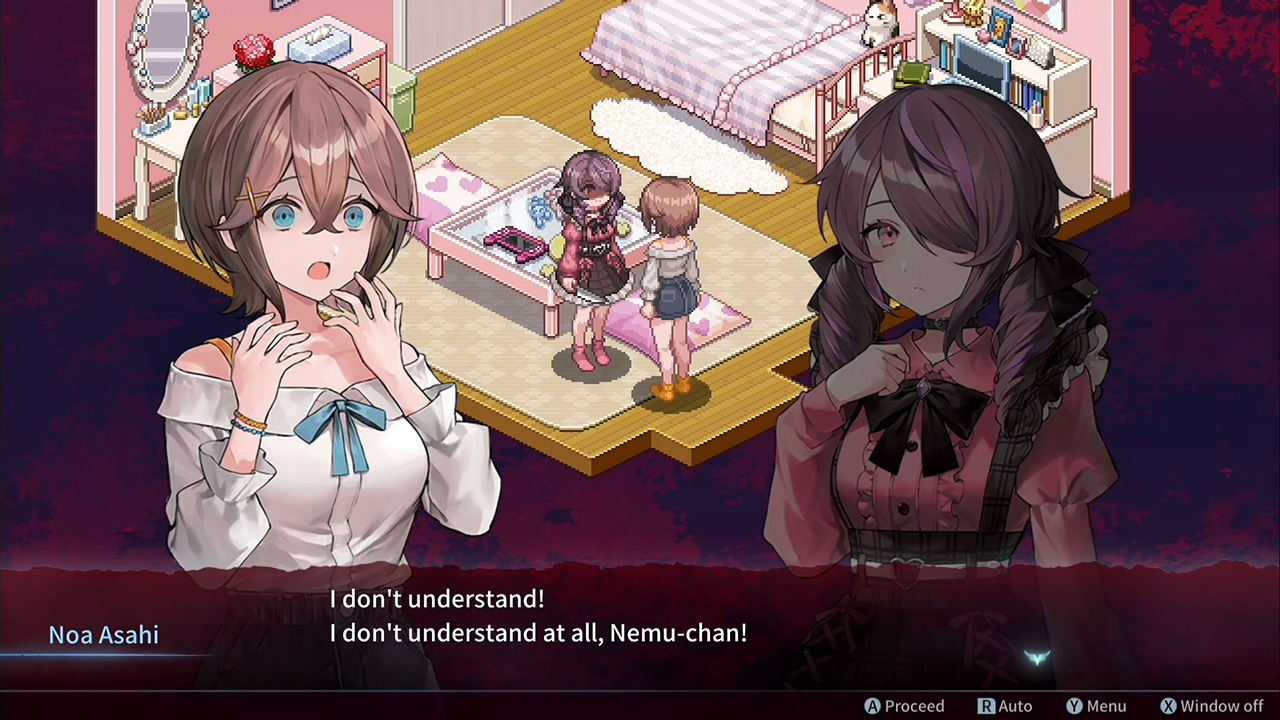 I don't understand!
Noa Asahi
I don't understand at all, Nemu-chan!
A Proceed
R Auto
Y Menu
X Window off